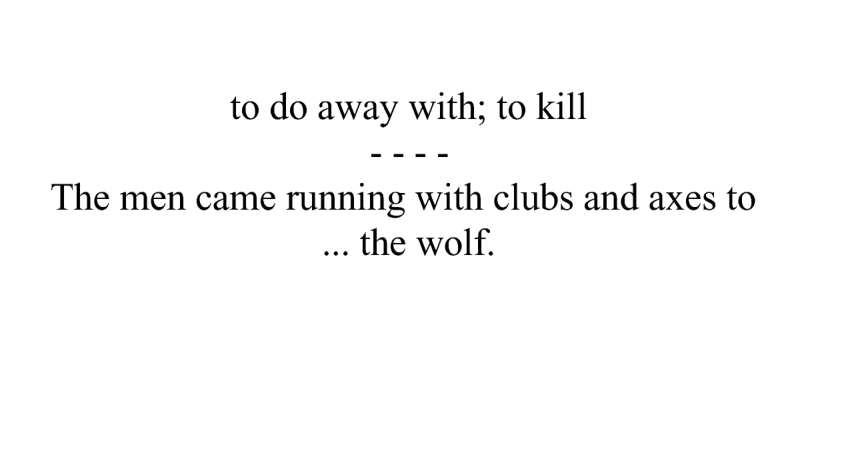 to do away with; to kill
- - - -
The men came running with clubs and axes to
... the wolf.